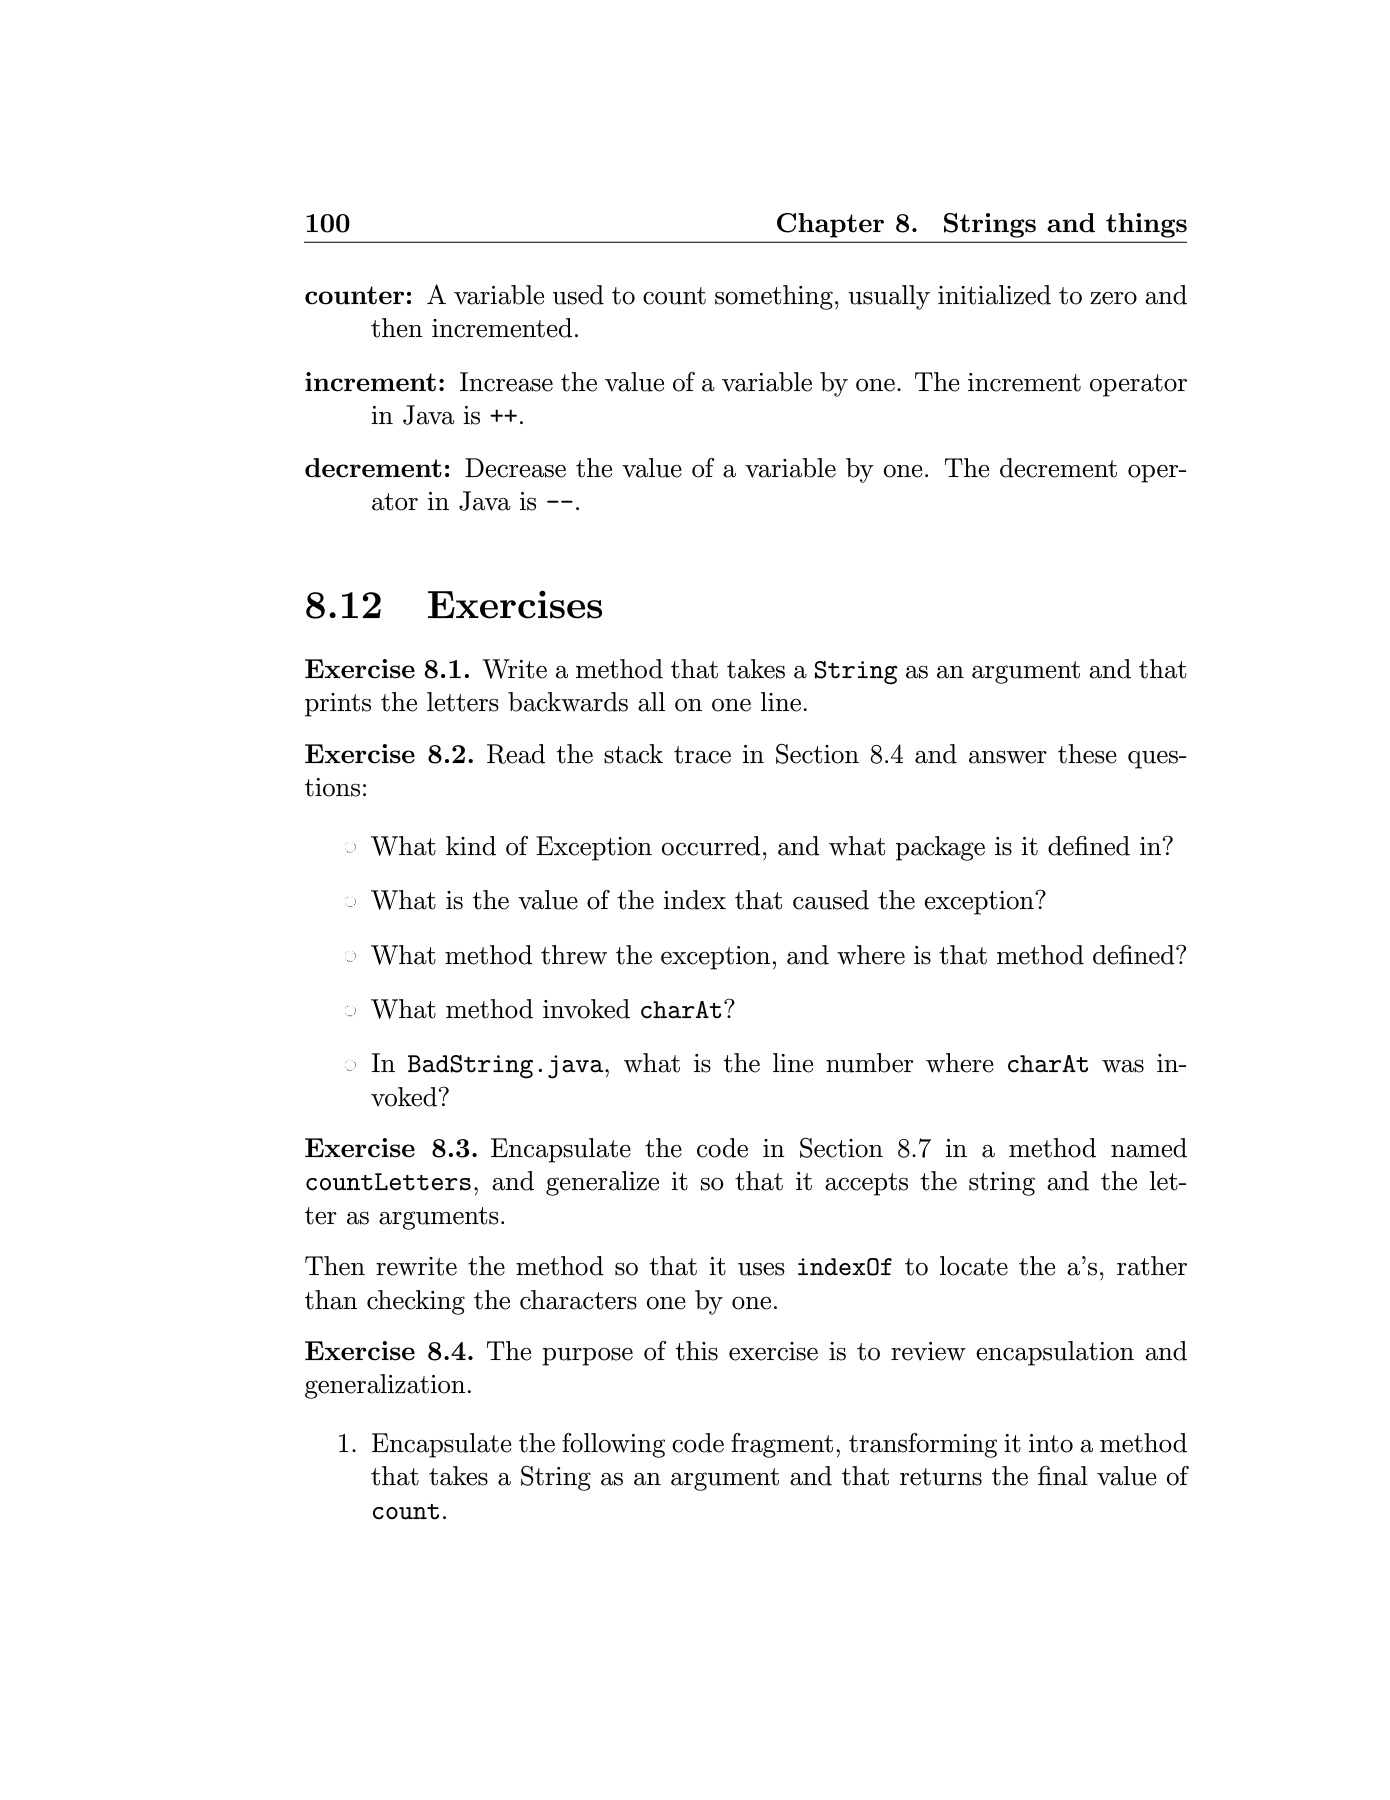 100 Chapter 8. Strings and things
counter: A variable used to count something, usually initialized to zero and
then incremented.
increment: Increase the value of a variable by one. The increment operator
in Java is ++.
decrement: Decrease the value of a variable by one. The decrement oper-
ator in Java is --.
8.12 Exercises
Exercise 8.1. Write a method that takes a String as an argument and that
prints the letters backwards all on one line.
Exercise 8.2. Read the stack trace in Section 8.4 and answer these ques-
tions:
◦ What kind of Exception occurred, and what package is it defined in?
◦ What is the value of the index that caused the exception?
◦ What method threw the exception, and where is that method defined?
◦ What method invoked charAt?
◦ In BadString.java, what is the line number where charAt was in-
voked?
Exercise 8.3. Encapsulate the code in Section 8.7 in a method named
countLetters, and generalize it so that it accepts the string and the let-
ter as arguments.
Then rewrite the method so that it uses indexOf to locate the a's, rather
than checking the characters one by one.
Exercise 8.4. The purpose of this exercise is to review encapsulation and
generalization.
1. Encapsulate the following code fragment, transforming it into a method
that takes a String as an argument and that returns the final value of
count.